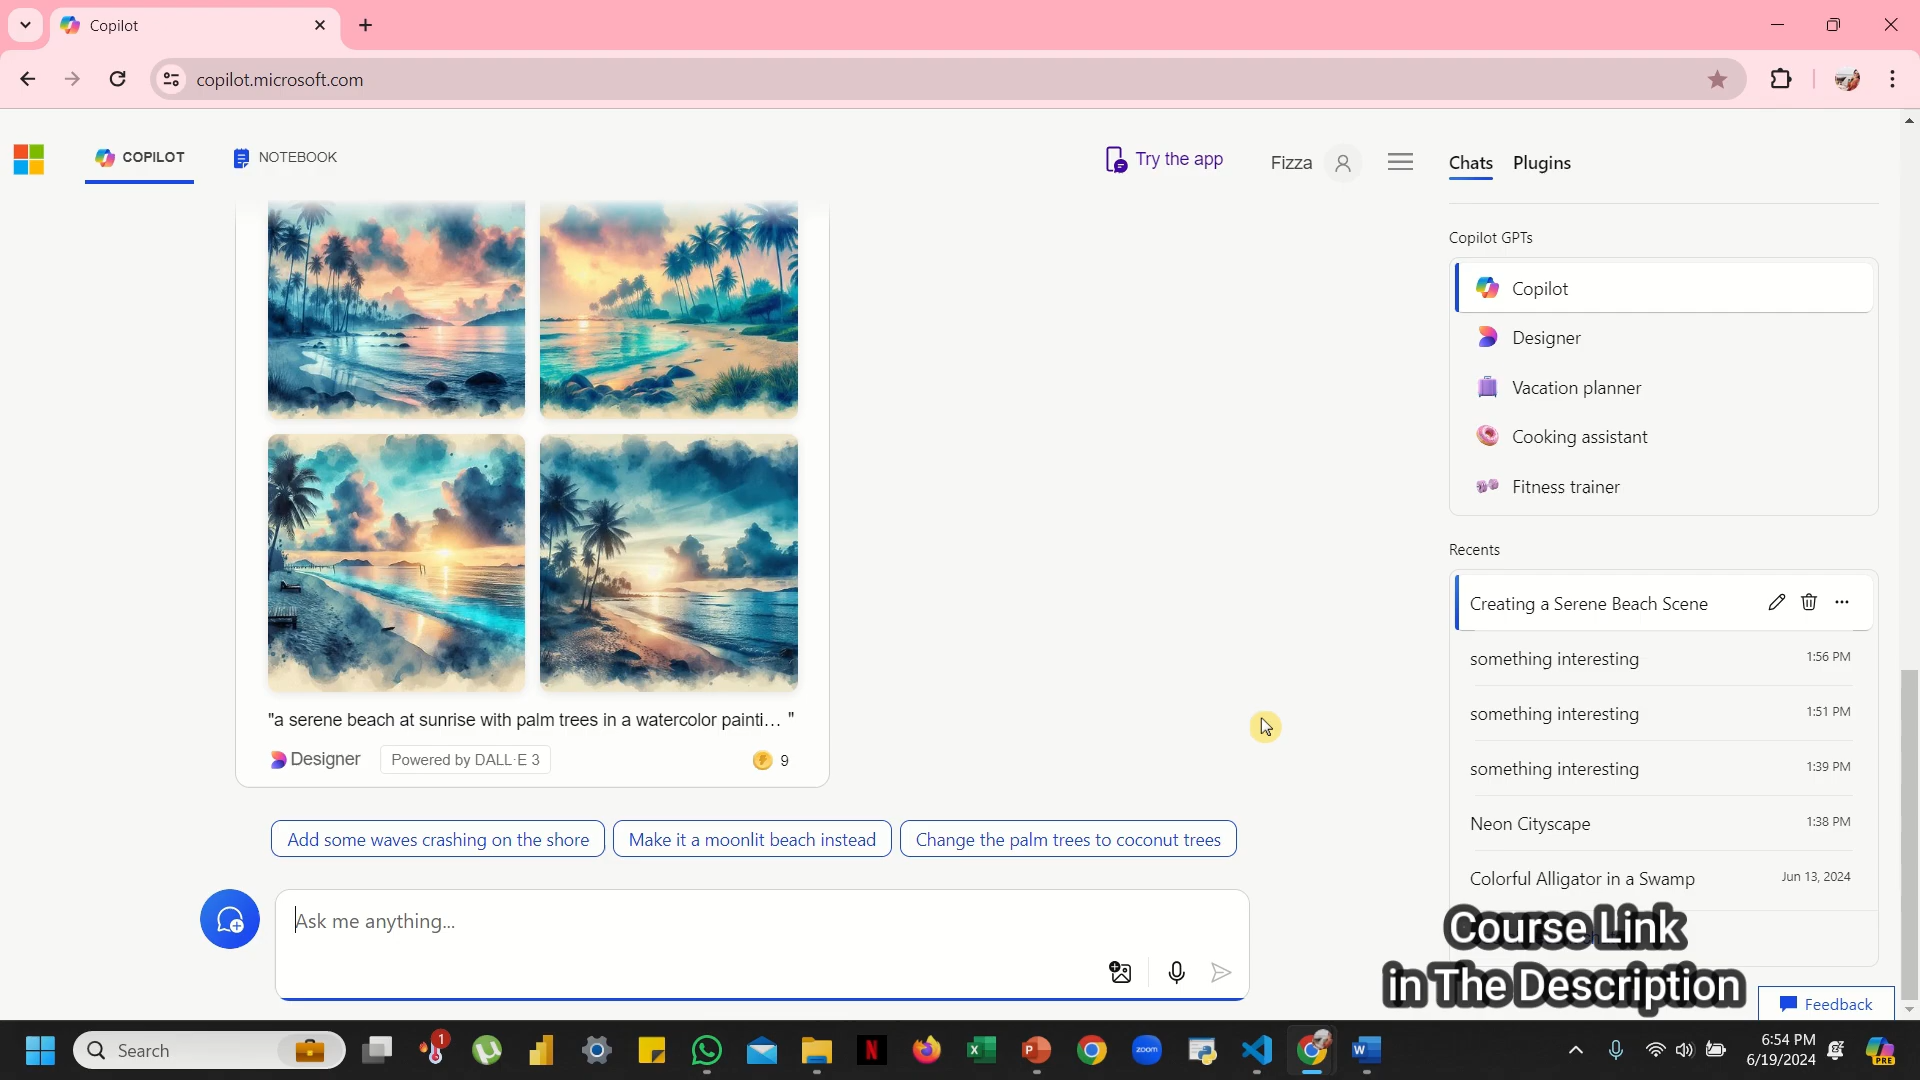 Copilot
copilot.microsoft.com
COPILOT
NOTEBOOK
Try the app
Fizza
Chats
Plugins
Copilot GPTs
Copilot
Designer
Vacation planner
Cooking assistant
Fitness trainer
Recents
Creating a Serene Beach Scene
something interesting 1:56 PM
something interesting 1:51 PM
something interesting 1:39 PM
Neon Cityscape 1:38 PM
Colorful Alligator in a Swamp Jun 13, 2024
"a serene beach at sunrise with palm trees in a watercolor painti... "
Designer
Powered by DALL·E 3
9
Add some waves crashing on the shore
Make it a moonlit beach instead
Change the palm trees to coconut trees
Ask me anything...
Course Link
in The Description
Feedback
Search
1
zoom
6:54 PM
6/19/2024
PRE